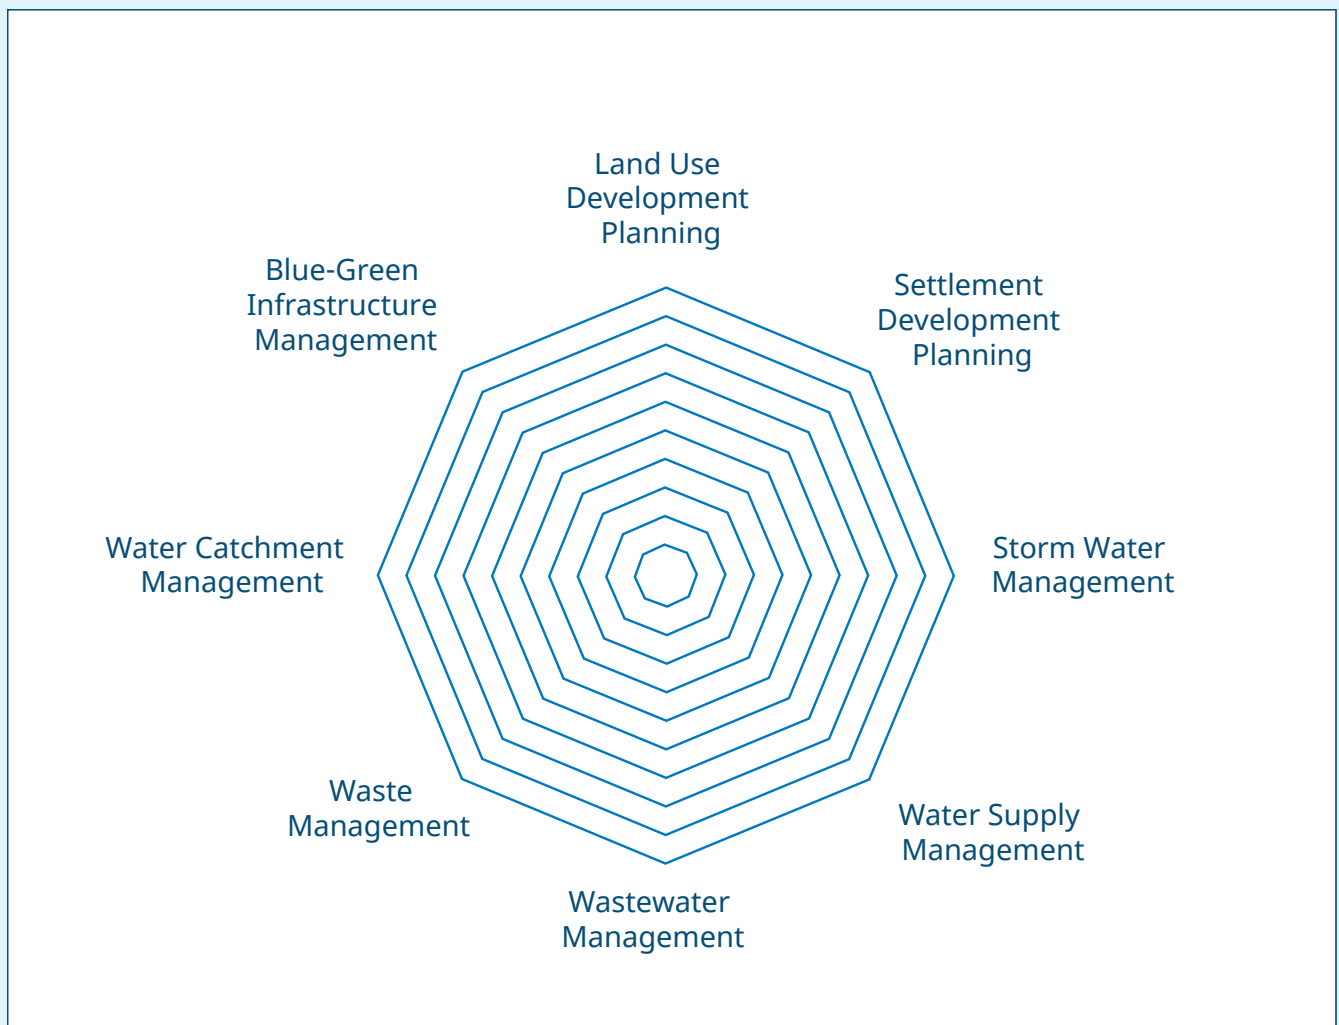 Land Use
Development
Planning
Settlement
Development
Planning
Storm Water
Management
Water Supply
Management
Wastewater
Management
Waste
Management
Water Catchment
Management
Blue-Green
Infrastructure
Management